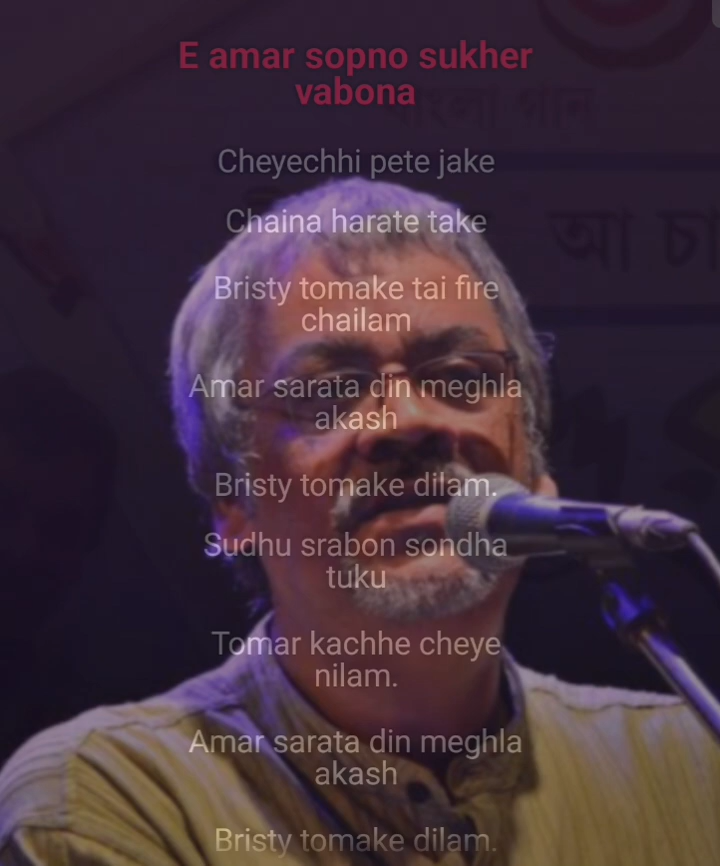 E amar sopno sukher
vabona
বাংলা গান
Cheyechhi pete jake
Chaina harate take
আ চা
Bristy tomake tai fire
chailam
Amar sarata din meghla
akash
Bristy tomake dilam.
Sudhu srabon sondha
tuku
Tomar kachhe cheye
nilam.
Amar sarata din meghla
akash
Bristy tomake dilam.